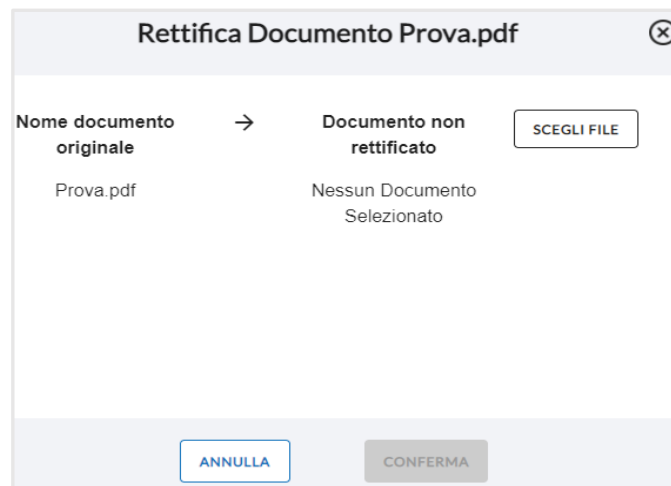 Rettifica Documento Prova.pdf
Nome documento
originale
→
Documento non
rettificato
SCEGLI FILE
Prova.pdf
Nessun Documento
Selezionato
ANNULLA
CONFERMA